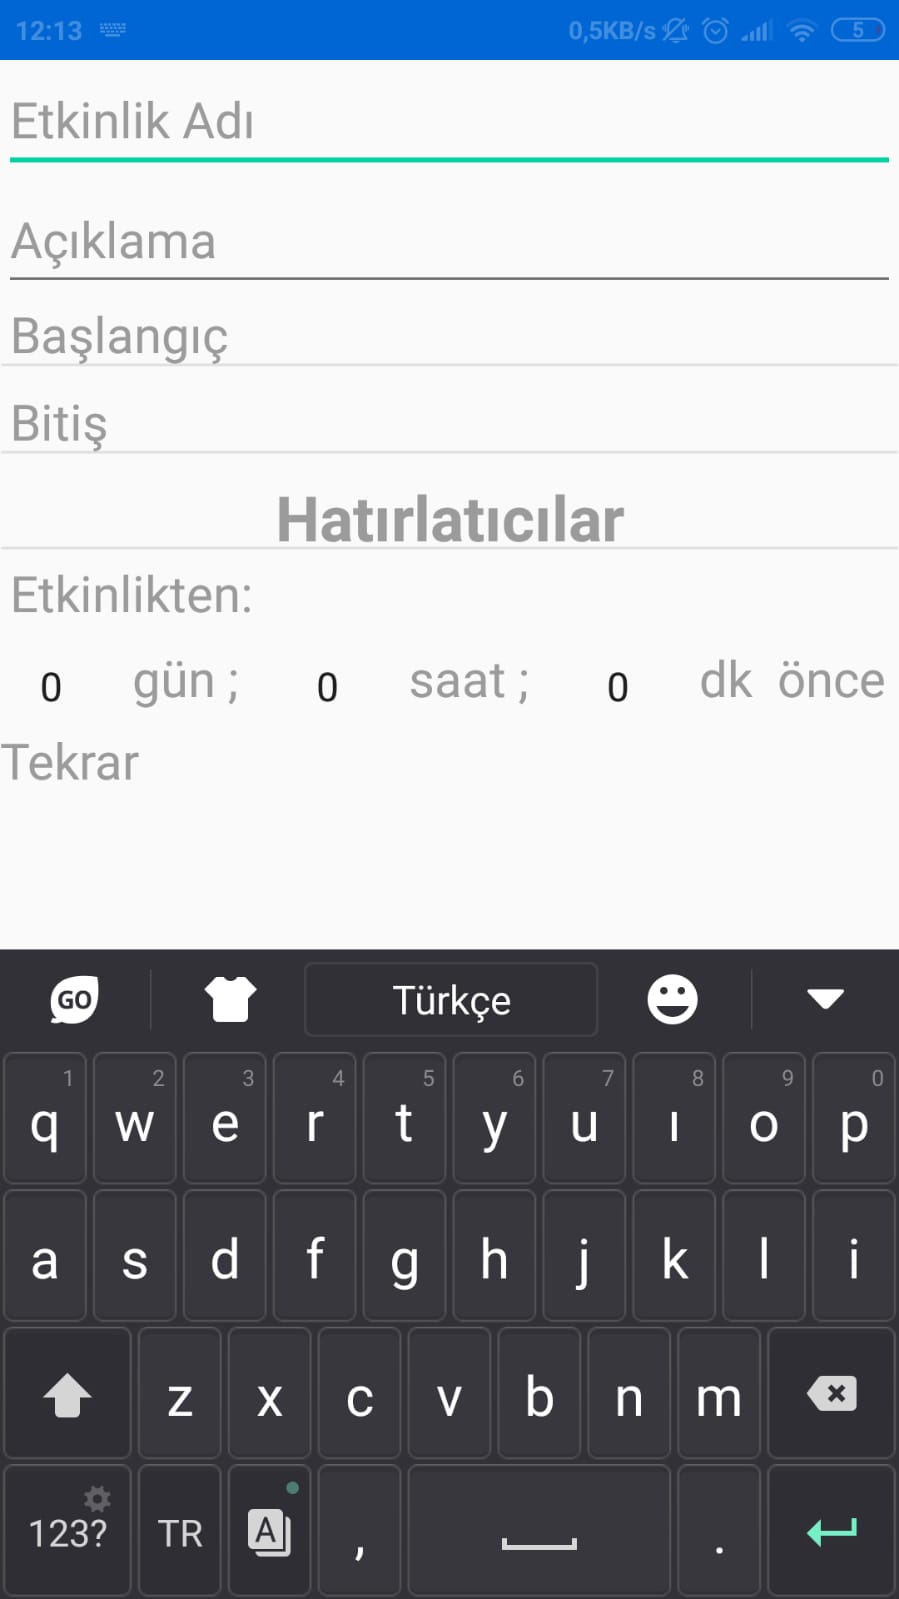 12:13 0,5KB/s 5
Etkinlik Adı
Açıklama
Başlangıç
Bitiş
Hatırlatıcılar
Etkinlikten:
0 gün ; 0 saat ; 0 dk önce
Tekrar
GO Türkçe
1 2 3 4 5 6 7 8 9 0
q w e r t y u ı o p
a s d f g h j k l i
z x c v b n m
123? TR A , .